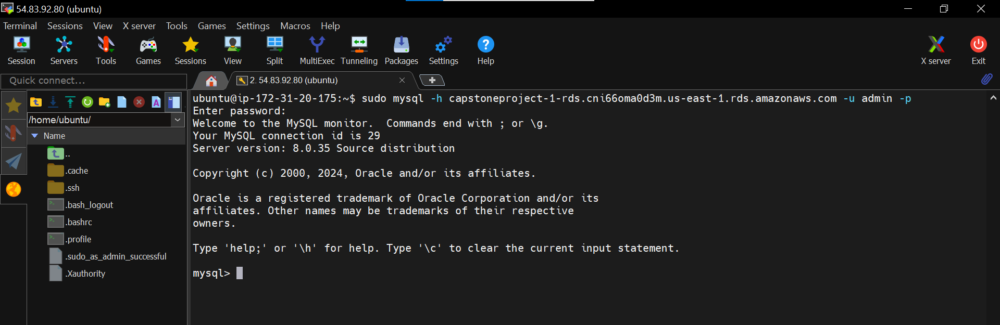 54.83.92.80 (ubuntu)
Terminal Sessions View X server Tools Games Settings Macros Help
Session Servers Tools Games Sessions View Split MultiExec Tunneling Packages Settings Help X server Exit
Quick connect...
2. 54.83.92.80 (ubuntu)
/home/ubuntu/
Name
..
.cache
.ssh
.bash_logout
.bashrc
.profile
.sudo_as_admin_successful
.Xauthority
ubuntu@ip-172-31-20-175:~$ sudo mysql -h capstoneproject-1-rds.cni66oma0d3m.us-east-1.rds.amazonaws.com -u admin -p
Enter password:
Welcome to the MySQL monitor.  Commands end with ; or \g.
Your MySQL connection id is 29
Server version: 8.0.35 Source distribution
Copyright (c) 2000, 2024, Oracle and/or its affiliates.
Oracle is a registered trademark of Oracle Corporation and/or its
affiliates. Other names may be trademarks of their respective
owners.
Type 'help;' or '\h' for help. Type '\c' to clear the current input statement.
mysql>